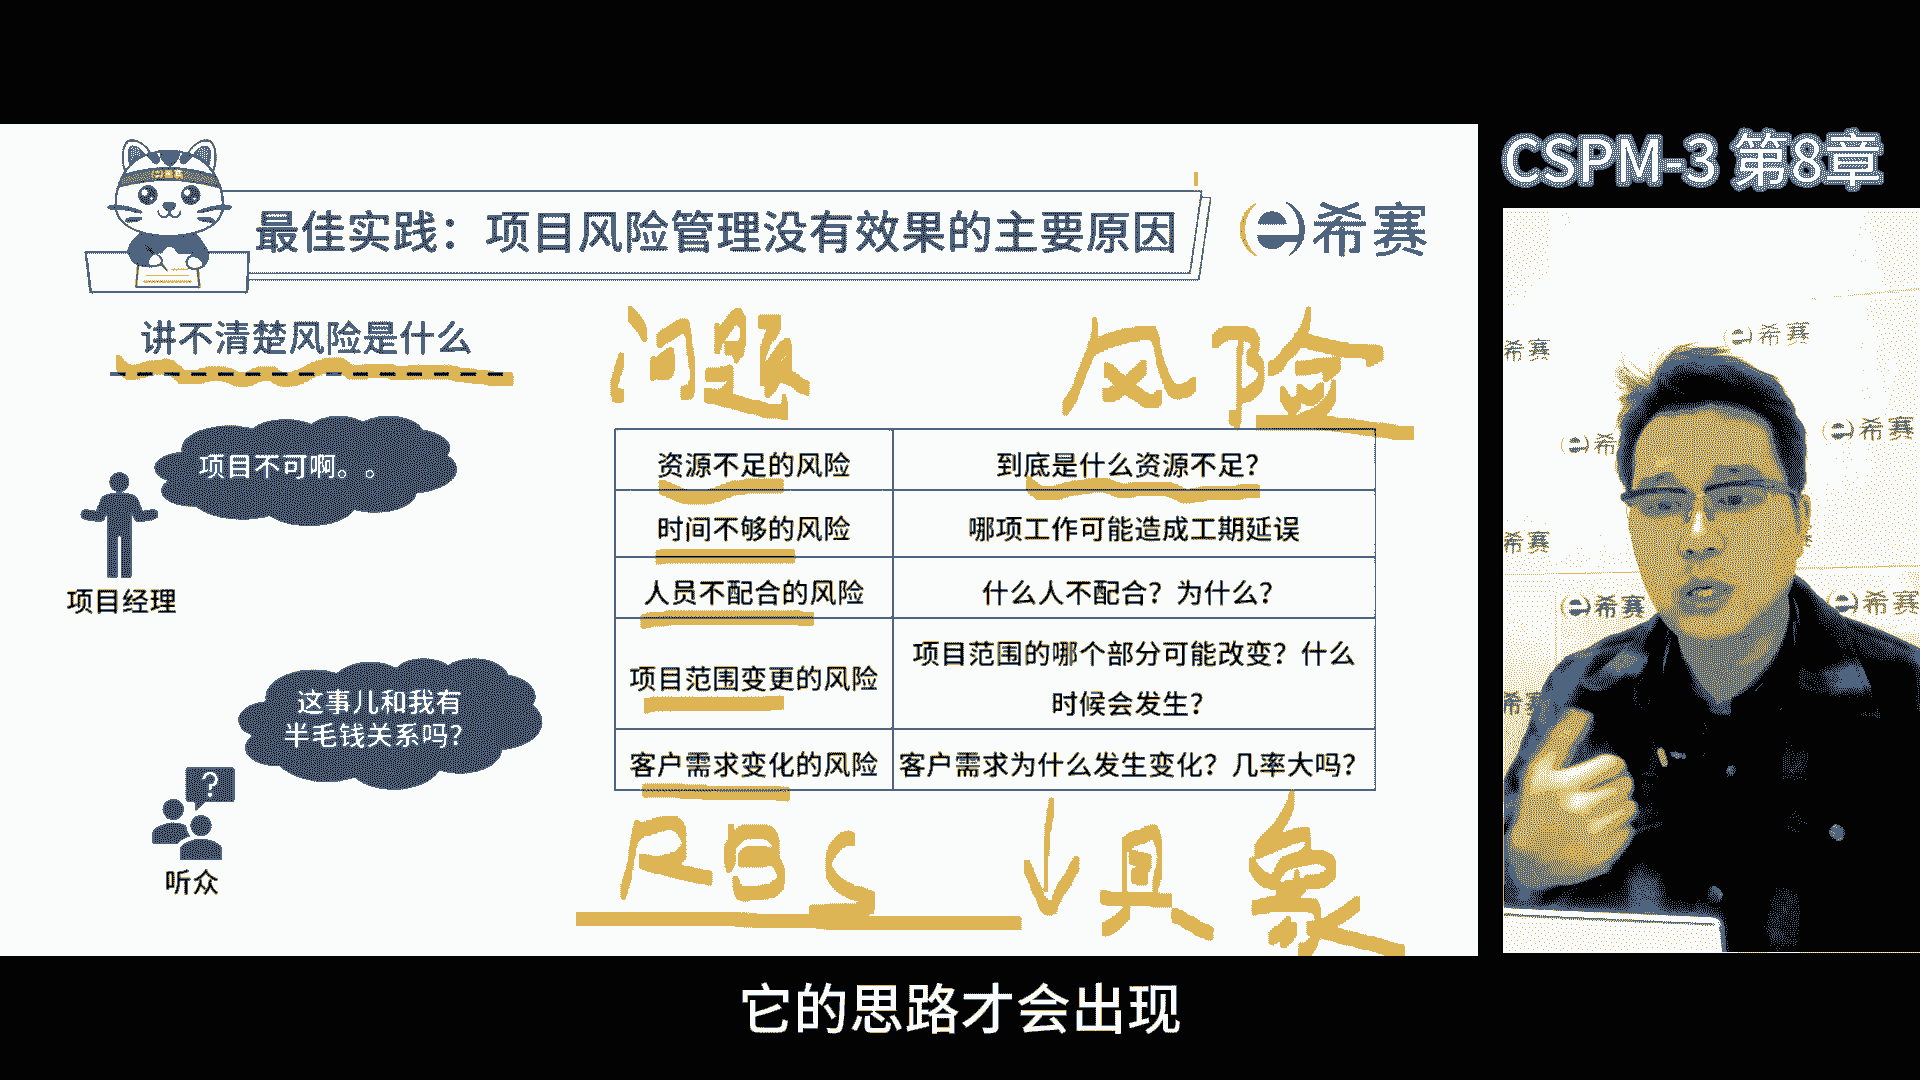 CSPM-3 第8章
e希赛
最佳实践：项目风险管理没有效果的主要原因
e希赛
讲不清楚风险是什么
问题
风险
项目不可啊。。
项目经理
这事儿和我有
半毛钱关系吗？
?
听众
资源不足的风险 到底是什么资源不足？
时间不够的风险 哪项工作可能造成工期延误
人员不配合的风险 什么人不配合？为什么？
项目范围变更的风险 项目范围的哪个部分可能改变？什么
时候会发生？
客户需求变化的风险 客户需求为什么发生变化？几率大吗？
RBS
具象
希赛
e希赛
e希
e希赛
希赛
e希赛
e希赛
希赛
它的思路才会出现